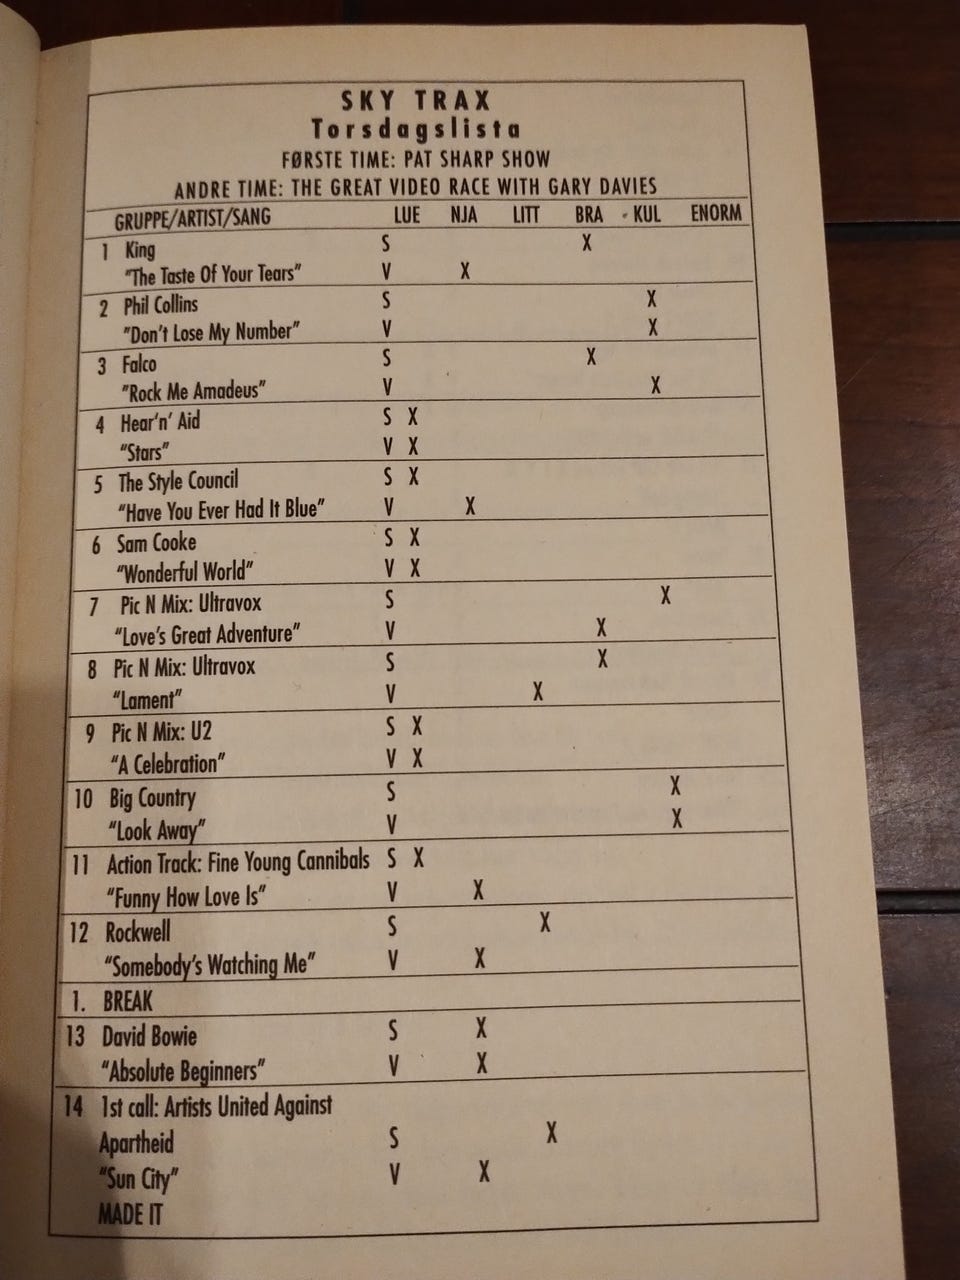 SKY TRAX
Torsdagslista
FØRSTE TIME: PAT SHARP SHOW
ANDRE TIME: THE GREAT VIDEO RACE WITH GARY DAVIES
GRUPPE/ARTIST/SANG LUE NJA LITT BRA KUL ENORM
1 King S X
"The Taste Of Your Tears" V X
2 Phil Collins S X
"Don't Lose My Number" V X
3 Falco S X
"Rock Me Amadeus" V X
4 Hear'n' Aid S X
"Stars" V X
5 The Style Council S X
"Have You Ever Had It Blue" V X
6 Sam Cooke S X
"Wonderful World" V X
7 Pic N Mix: Ultravox S X
"Love's Great Adventure" V X
8 Pic N Mix: Ultravox S X
"Lament" V X
9 Pic N Mix: U2 S X
"A Celebration" V X
10 Big Country S X
"Look Away" V X
11 Action Track: Fine Young Cannibals S X
"Funny How Love Is" V X
12 Rockwell S X
"Somebody's Watching Me" V X
1. BREAK
13 David Bowie S X
"Absolute Beginners" V X
14 1st call: Artists United Against
Apartheid S X
"Sun City" V X
MADE IT